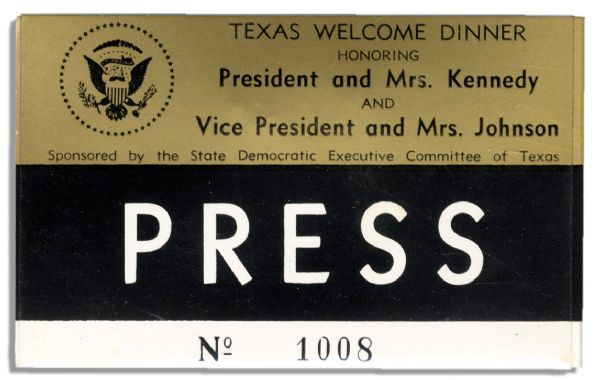 TEXAS WELCOME DINNER
HONORING
President and Mrs. Kennedy
AND
Vice President and Mrs. Johnson
Sponsored by the State Democratic Executive Committee of Texas
PRESS
Nº 1008